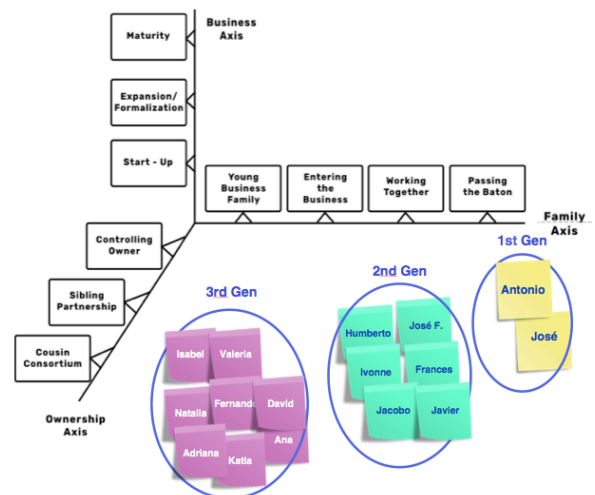 Business
Axis
Maturity
Expansion/
Formalization
Start - Up
Young
Business
Family
Entering
the
Business
Working
Together
Passing
the Baton
Family
Axis
Controlling
Owner
Sibling
Partnership
Cousin
Consortium
Ownership
Axis
1st Gen
Antonio
José
2nd Gen
Humberto
José F.
Ivonne
Frances
Jacobo
Javier
3rd Gen
Isabel
Valeria
Natalia
David
Adriana
Katia
Ana